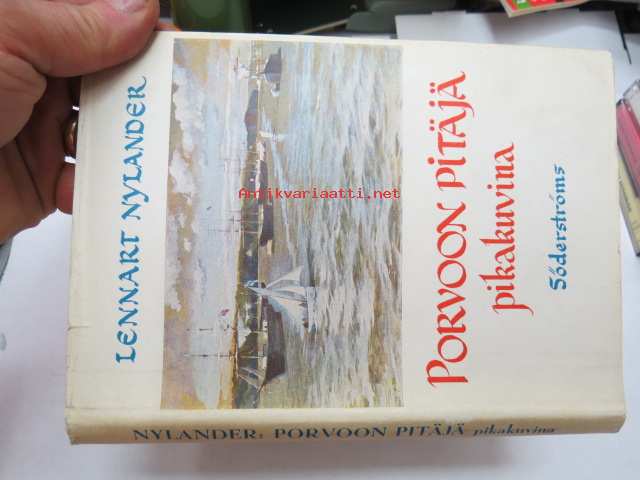 LENNART NYLANDER
PORVOON PITÄJÄ
pikakuvina
Söderströms
NYLANDER: PORVOON PITÄJÄ pikakuvina
Antikvariaatti.net